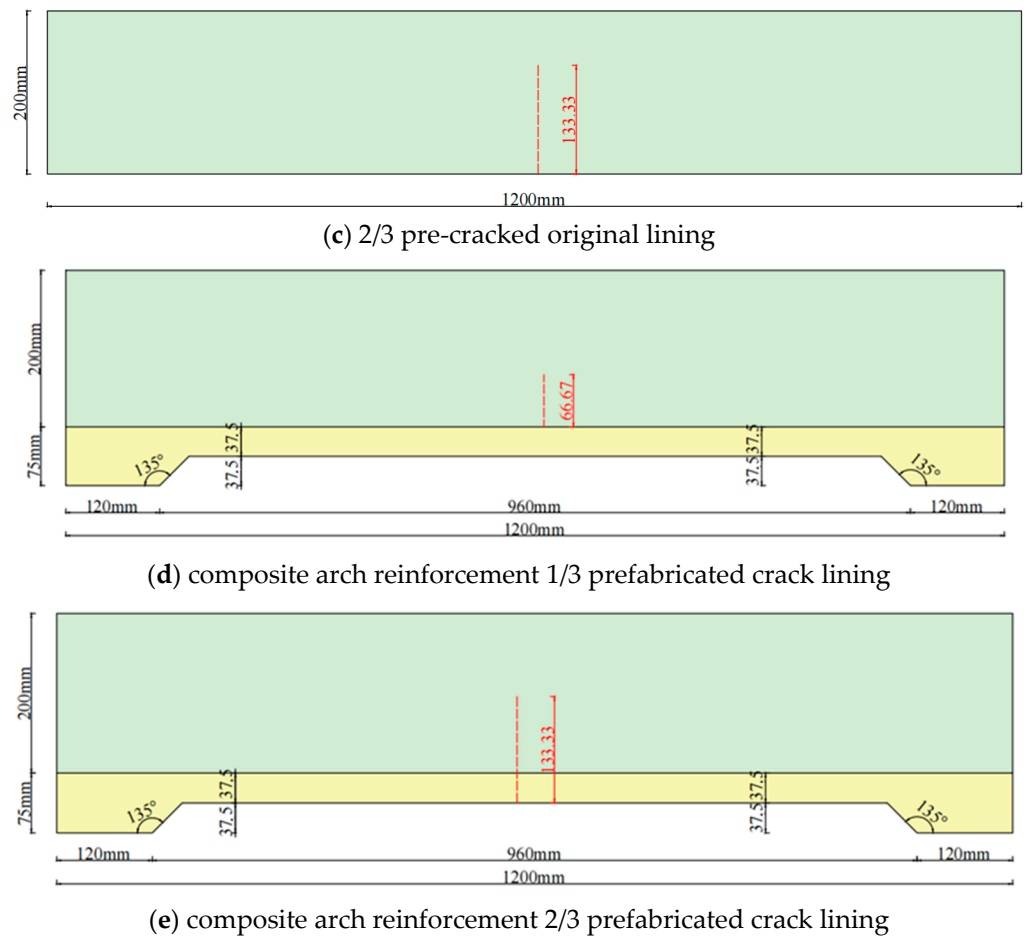 200mm
133.33
1200mm
(c) 2/3 pre-cracked original lining
200mm
66.67
75mm
135°
37.5
37.5
37.5
37.5
135°
120mm
960mm
120mm
1200mm
(d) composite arch reinforcement 1/3 prefabricated crack lining
200mm
133.33
75mm
135°
37.5
37.5
37.5
37.5
135°
120mm
960mm
120mm
1200mm
(e) composite arch reinforcement 2/3 prefabricated crack lining